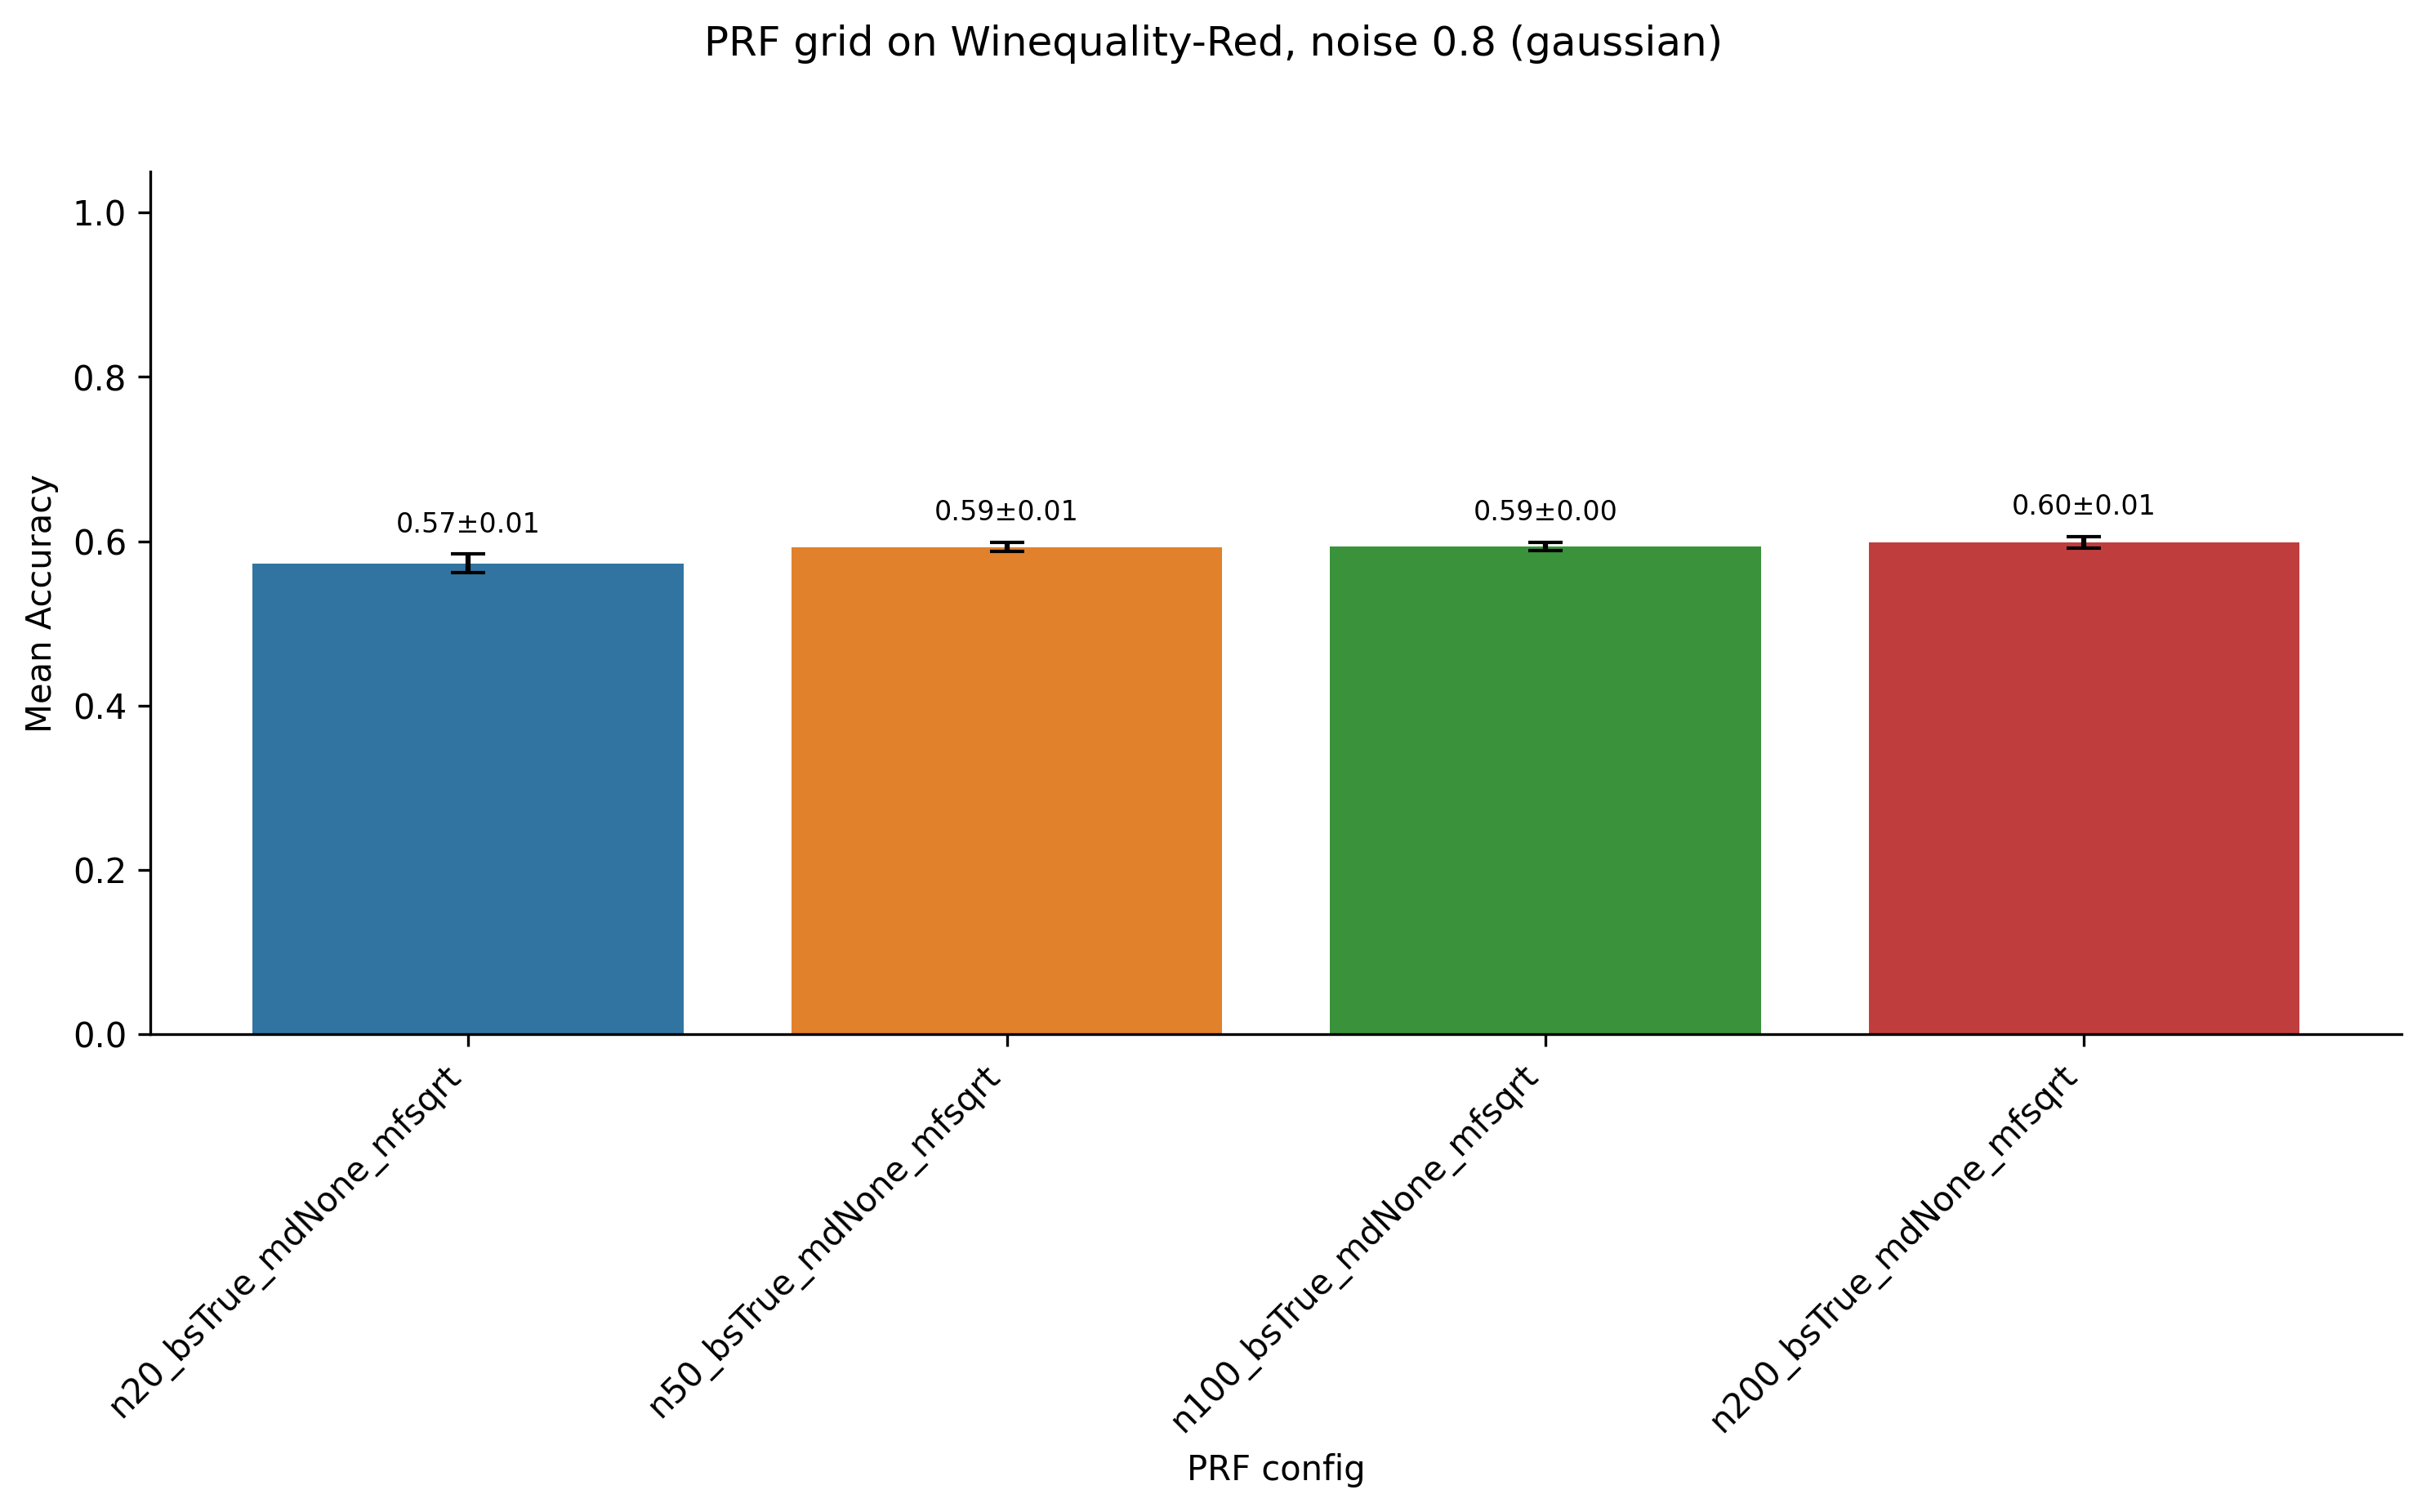 PRF grid on Winequality-Red, noise 0.8 (gaussian)
Mean Accuracy
1.0
0.8
0.6
0.4
0.2
0.0
0.57±0.01
0.59±0.01
0.59±0.00
0.60±0.01
n20_bsTrue_mdNone_mfsqrt
n50_bsTrue_mdNone_mfsqrt
n100_bsTrue_mdNone_mfsqrt
n200_bsTrue_mdNone_mfsqrt
PRF config